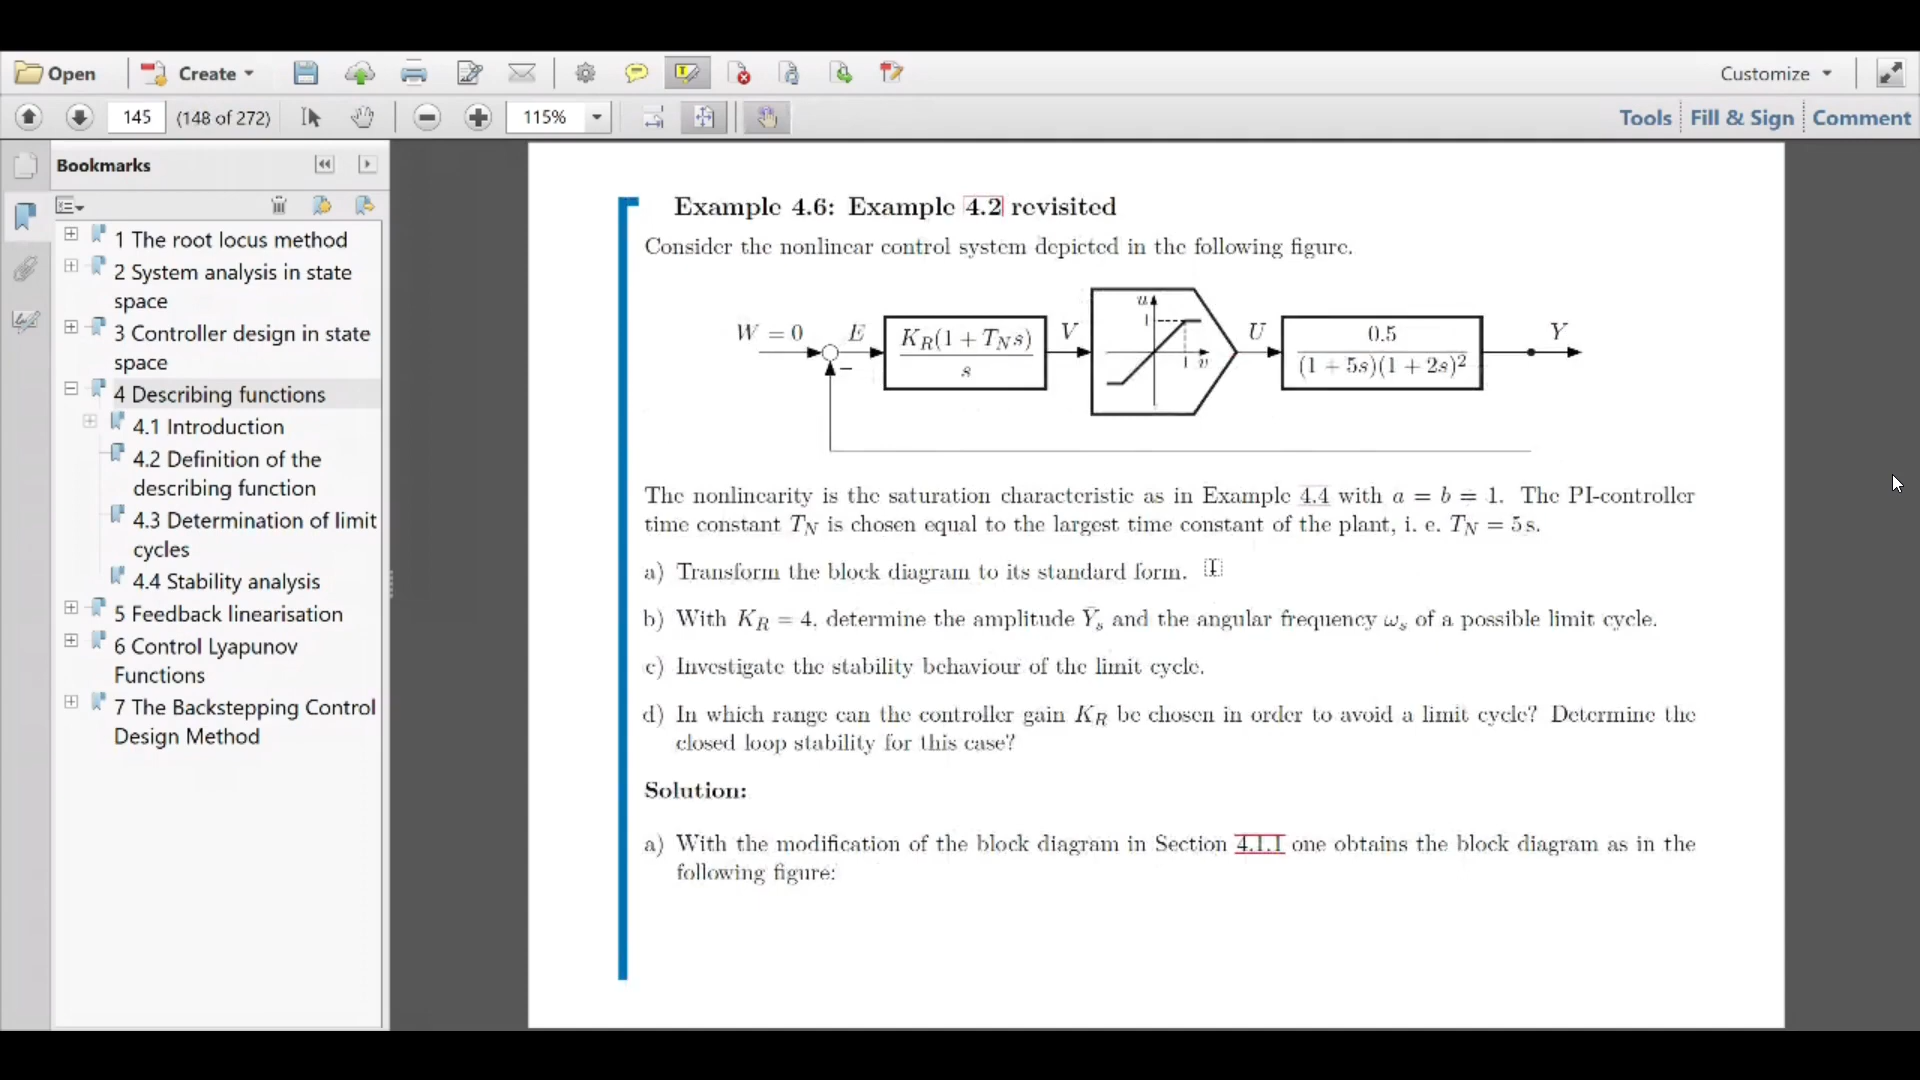 Open
Create
Customize
145 (148 of 272) 115%
Tools Fill & Sign Comment
Bookmarks
1 The root locus method
2 System analysis in state
space
3 Controller design in state
space
4 Describing functions
4.1 Introduction
4.2 Definition of the
describing function
4.3 Determination of limit
cycles
4.4 Stability analysis
5 Feedback linearisation
6 Control Lyapunov
Functions
7 The Backstepping Control
Design Method
Example 4.6: Example 4.2 revisited
Consider the nonlinear control system depicted in the following figure.
W = 0 E K_R(1 + T_N s) / s V u 1 1 v U 0.5 / (1 + 5s)(1 + 2s)² Y
−
The nonlinearity is the saturation characteristic as in Example 4.4 with a = b = 1. The PI-controller
time constant T_N is chosen equal to the largest time constant of the plant, i. e. T_N = 5 s.
a) Transform the block diagram to its standard form.
b) With K_R = 4, determine the amplitude Ȳ_s and the angular frequency ω_s of a possible limit cycle.
c) Investigate the stability behaviour of the limit cycle.
d) In which range can the controller gain K_R be chosen in order to avoid a limit cycle? Determine the
closed loop stability for this case?
Solution:
a) With the modification of the block diagram in Section 4.1.1 one obtains the block diagram as in the
following figure: